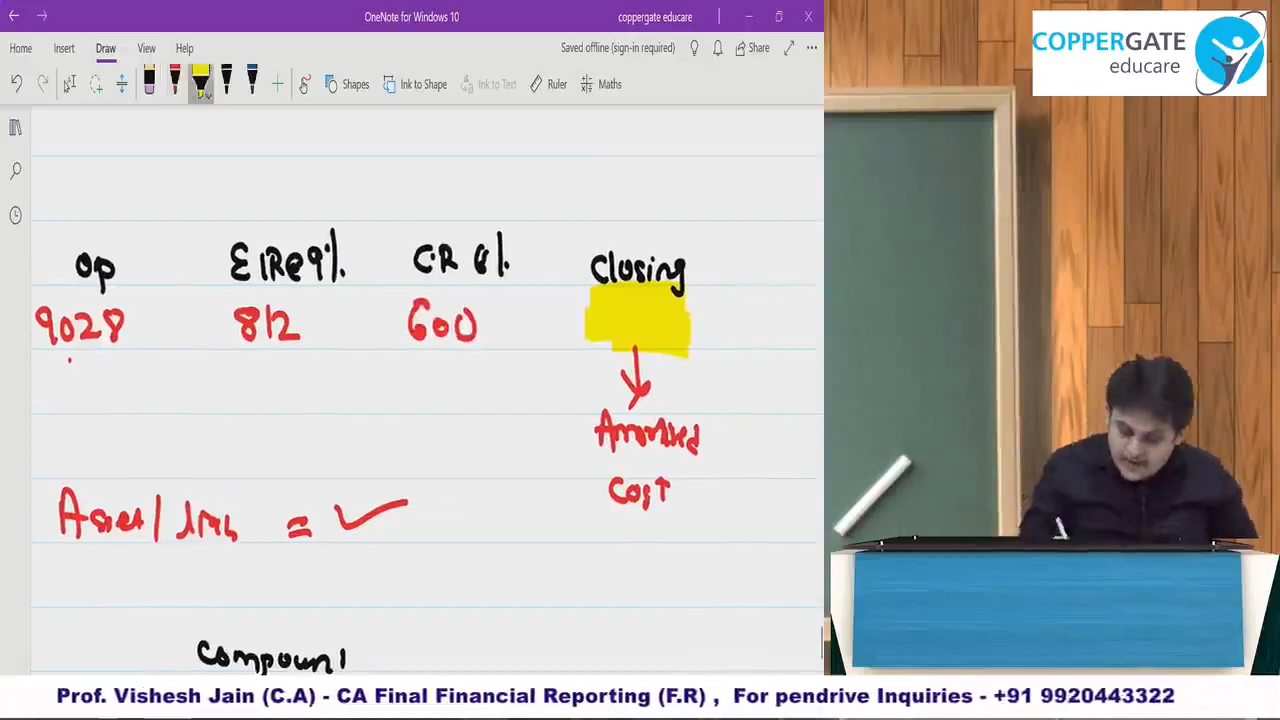 OneNote for Windows 10
coppergate educare
Home Insert Draw View Help
Saved offline (sign-in required)
Share
Shapes Ink to Shape Ink to Text Ruler Maths
COPPERGATE
educare
Op EIR@9% CR 6% Closing
9028 812 600
Amortised
Cost
Asset/ =
Compoun
Prof. Vishesh Jain (C.A) - CA Final Financial Reporting (F.R) , For pendrive Inquiries - +91 9920443322